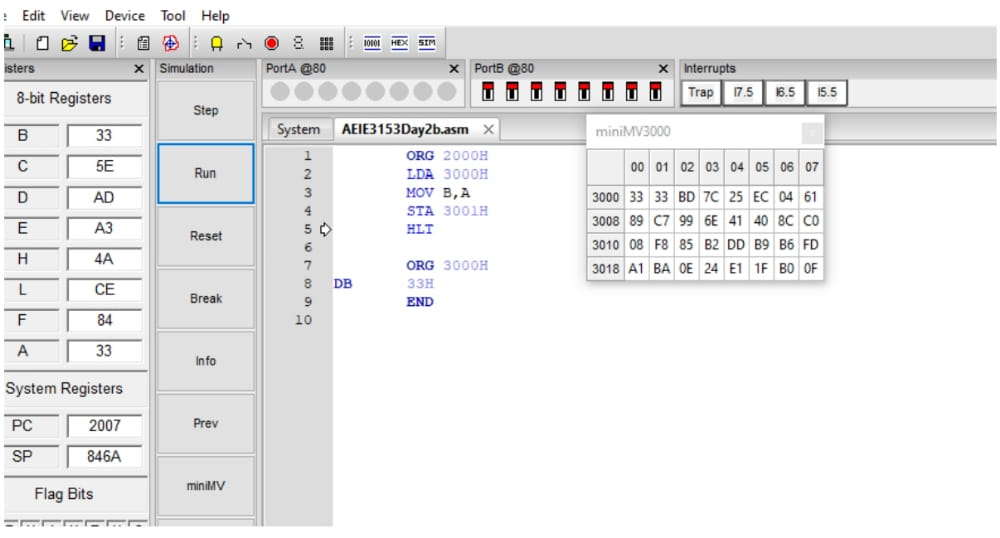 Edit View Device Tool Help
1010 HEX SIM
Simulation
PortA @80
PortB @80
Interrupts
8-bit Registers
B 33
C 5E
D AD
E A3
H 4A
L CE
F 84
A 33
System Registers
PC 2007
SP 846A
Flag Bits
Step
Run
Reset
Break
Info
Prev
miniMV
Trap I7.5 I6.5 I5.5
System AEIE3153Day2b.asm
1 ORG 2000H
2 LDA 3000H
3 MOV B,A
4 STA 3001H
5 HLT
6
7 ORG 3000H
8 DB 33H
9 END
10
miniMV3000
00 01 02 03 04 05 06 07
3000 33 33 BD 7C 25 EC 04 61
3008 89 C7 99 6E 41 40 8C C0
3010 08 F8 85 B2 DD B9 B6 FD
3018 A1 BA 0E 24 E1 1F B0 0F